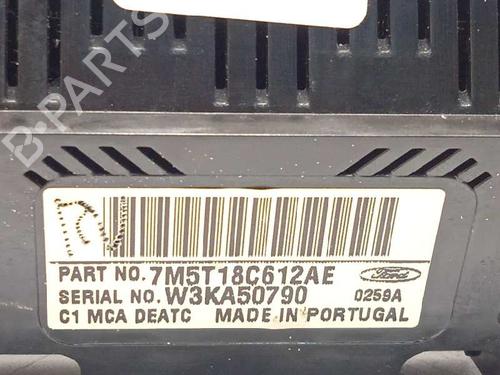 B-PARTS
PART NO. 7M5T18C612AE
Ford
SERIAL NO. W3KA50790 0259A
C1 MCA DEATC MADE IN PORTUGAL